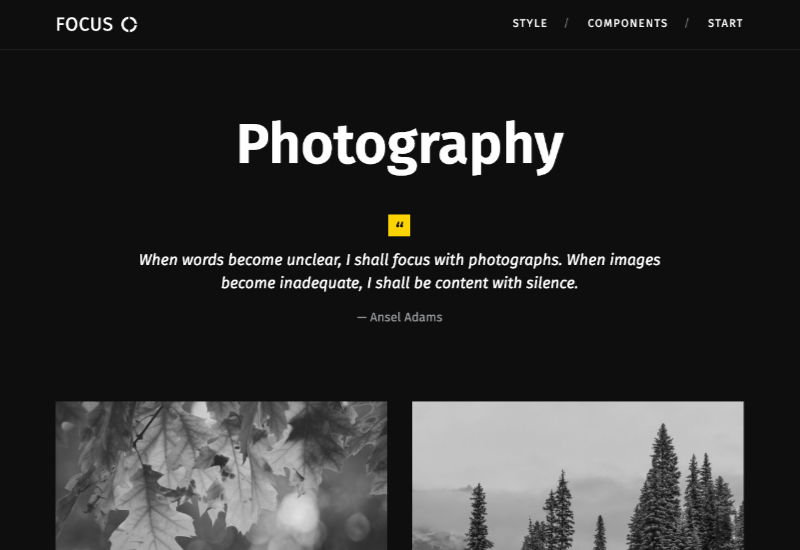 FOCUS
STYLE / COMPONENTS / START
Photography
“
When words become unclear, I shall focus with photographs. When images
become inadequate, I shall be content with silence.
— Ansel Adams